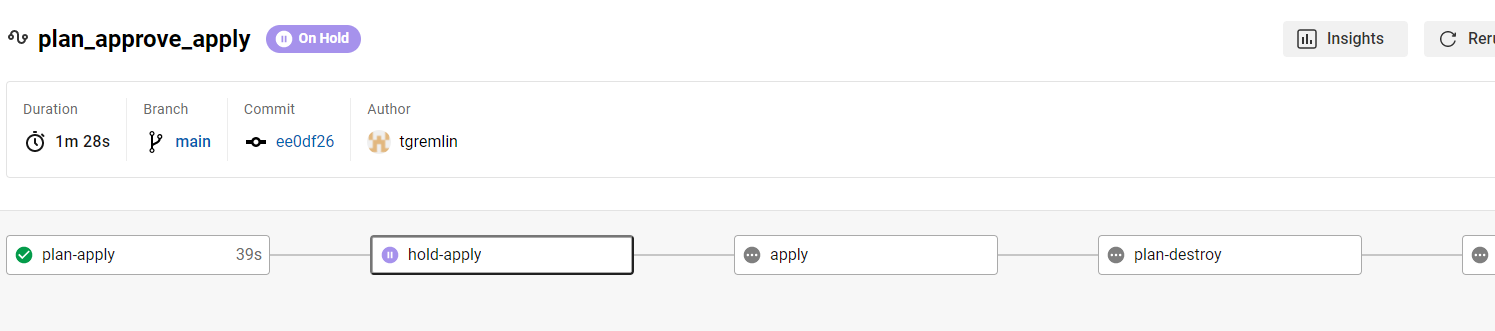 plan_approve_apply On Hold Insights
Duration Branch Commit Author
1m 28s main ee0df26 tgremlin
plan-apply 39s hold-apply apply plan-destroy